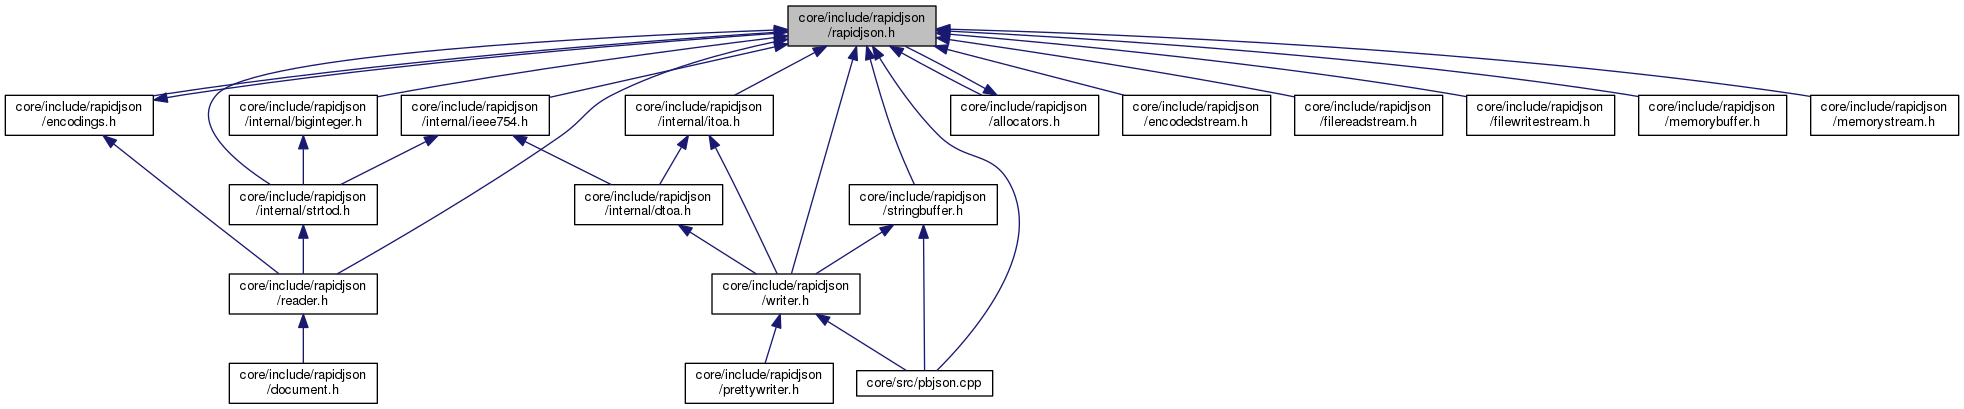 core/include/rapidjson
/rapidjson.h
core/include/rapidjson
/encodings.h
core/include/rapidjson
/internal/biginteger.h
core/include/rapidjson
/internal/ieee754.h
core/include/rapidjson
/internal/itoa.h
core/include/rapidjson
/allocators.h
core/include/rapidjson
/encodedstream.h
core/include/rapidjson
/filereadstream.h
core/include/rapidjson
/filewritestream.h
core/include/rapidjson
/memorybuffer.h
core/include/rapidjson
/memorystream.h
core/include/rapidjson
/internal/strtod.h
core/include/rapidjson
/internal/dtoa.h
core/include/rapidjson
/stringbuffer.h
core/include/rapidjson
/reader.h
core/include/rapidjson
/writer.h
core/include/rapidjson
/document.h
core/include/rapidjson
/prettywriter.h
core/src/pbjson.cpp